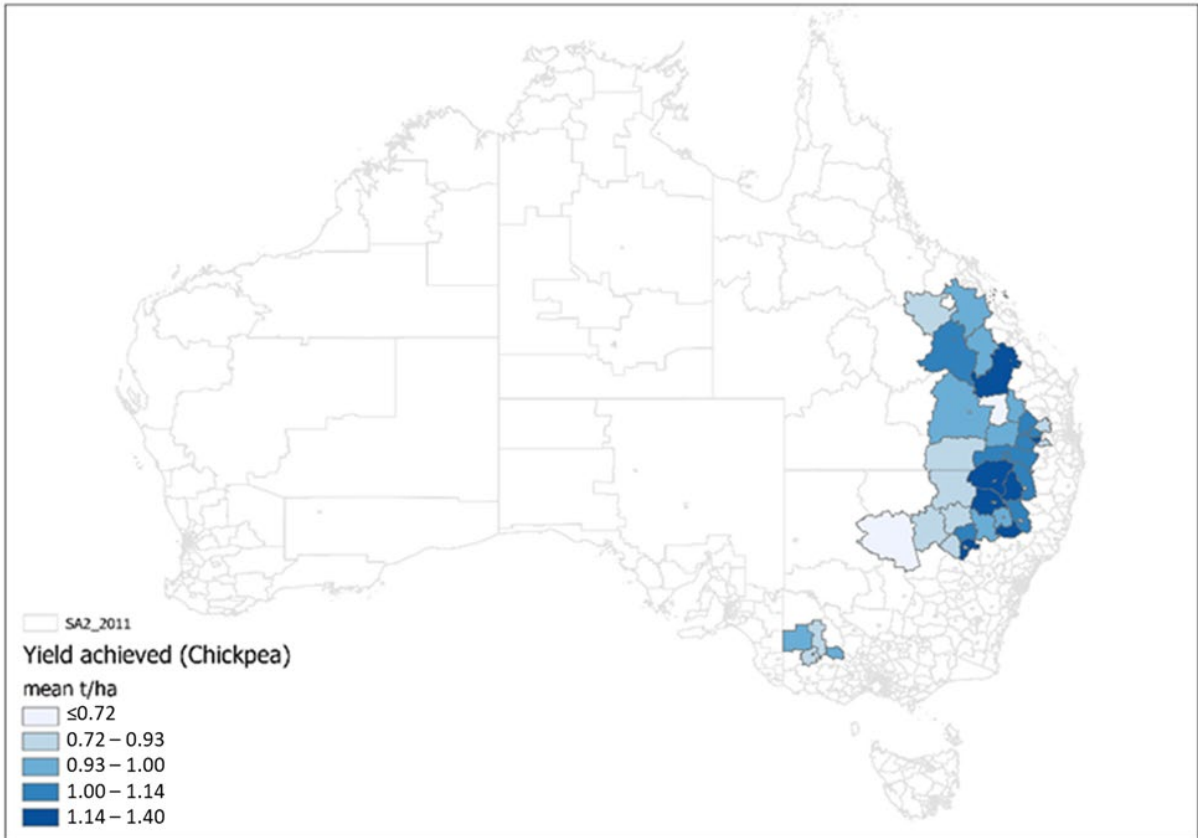 SA2_2011
Yield achieved (Chickpea)
mean t/ha
≤0.72
0.72 – 0.93
0.93 – 1.00
1.00 – 1.14
1.14 – 1.40